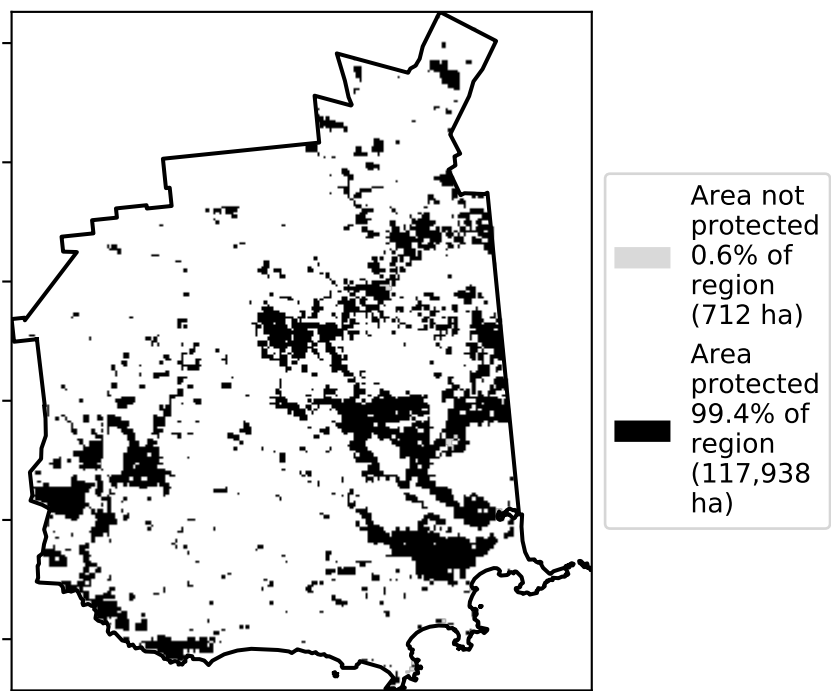 Area not
protected
0.6% of
region
(712 ha)
Area
protected
99.4% of
region
(117,938
ha)